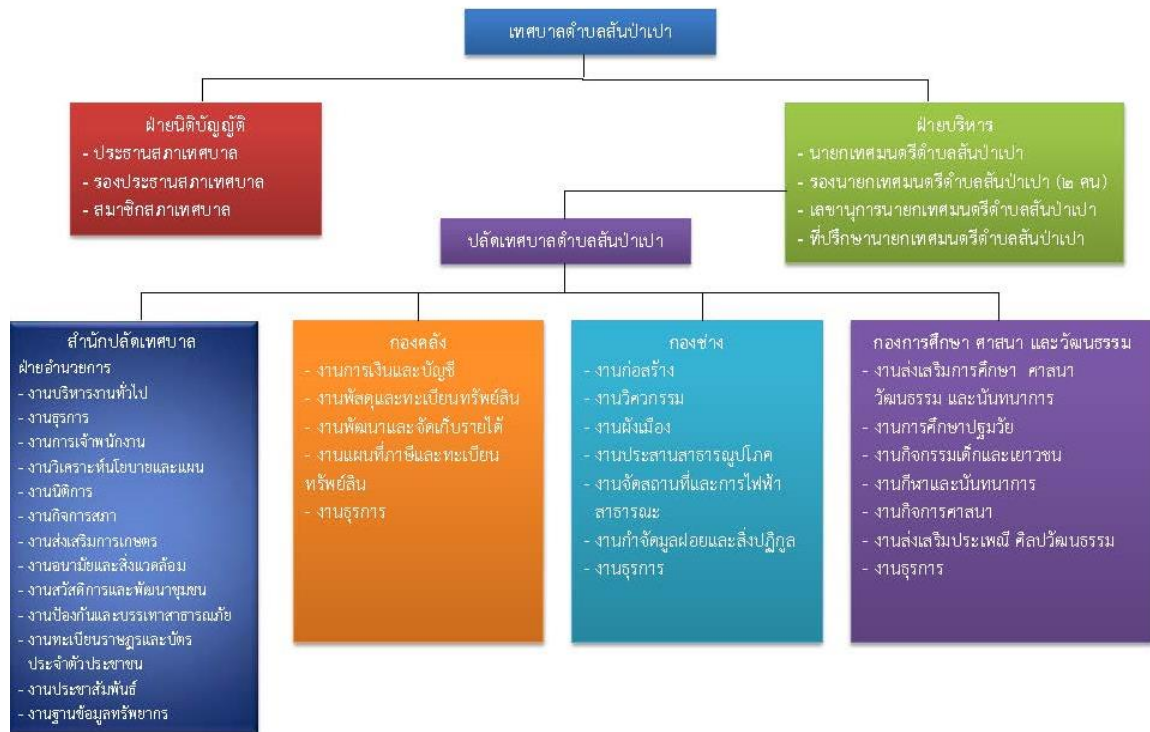 เทศบาลตำบลสันป่าเปา
ฝ่ายนิติบัญญัติ
- ประธานสภาเทศบาล
- รองประธานสภาเทศบาล
- สมาชิกสภาเทศบาล
ฝ่ายบริหาร
- นายกเทศมนตรีตำบลสันป่าเปา
- รองนายกเทศมนตรีตำบลสันป่าเปา (๒ คน)
- เลขานุการนายกเทศมนตรีตำบลสันป่าเปา
- ที่ปรึกษานายกเทศมนตรีตำบลสันป่าเปา
ปลัดเทศบาลตำบลสันป่าเปา
สำนักปลัดเทศบาล
ฝ่ายอำนวยการ
- งานบริหารงานทั่วไป
- งานธุรการ
- งานการเจ้าพนักงาน
- งานวิเคราะห์นโยบายและแผน
- งานนิติการ
- งานกิจการสภา
- งานส่งเสริมการเกษตร
- งานอนามัยและสิ่งแวดล้อม
- งานสวัสดิการและพัฒนาชุมชน
- งานป้องกันและบรรเทาสาธารณภัย
- งานทะเบียนราษฎรและบัตร
ประจำตัวประชาชน
- งานประชาสัมพันธ์
- งานฐานข้อมูลทรัพยากร
กองคลัง
- งานการเงินและบัญชี
- งานพัสดุและทะเบียนทรัพย์สิน
- งานพัฒนาและจัดเก็บรายได้
- งานแผนที่ภาษีและทะเบียน
ทรัพย์สิน
- งานธุรการ
กองช่าง
- งานก่อสร้าง
- งานวิศวกรรม
- งานผังเมือง
- งานประสานสาธารณูปโภค
- งานจัดสถานที่และการไฟฟ้า
สาธารณะ
- งานกำจัดมูลฝอยและสิ่งปฏิกูล
- งานธุรการ
กองการศึกษา ศาสนา และวัฒนธรรม
- งานส่งเสริมการศึกษา ศาสนา
วัฒนธรรม และนันทนาการ
- งานการศึกษาปฐมวัย
- งานกิจกรรมเด็กและเยาวชน
- งานกีฬาและนันทนาการ
- งานกิจการศาสนา
- งานส่งเสริมประเพณี ศิลปวัฒนธรรม
- งานธุรการ